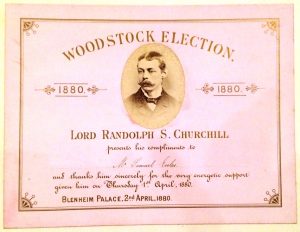 WOODSTOCK ELECTION.
1880. 1880.
LORD RANDOLPH S. CHURCHILL
presents his compliments to
Mr Samuel
and thanks him sincerely for the very energetic support
given him on Thursday 1st April, 1880.
BLENHEIM PALACE, 2ND APRIL, 1880.